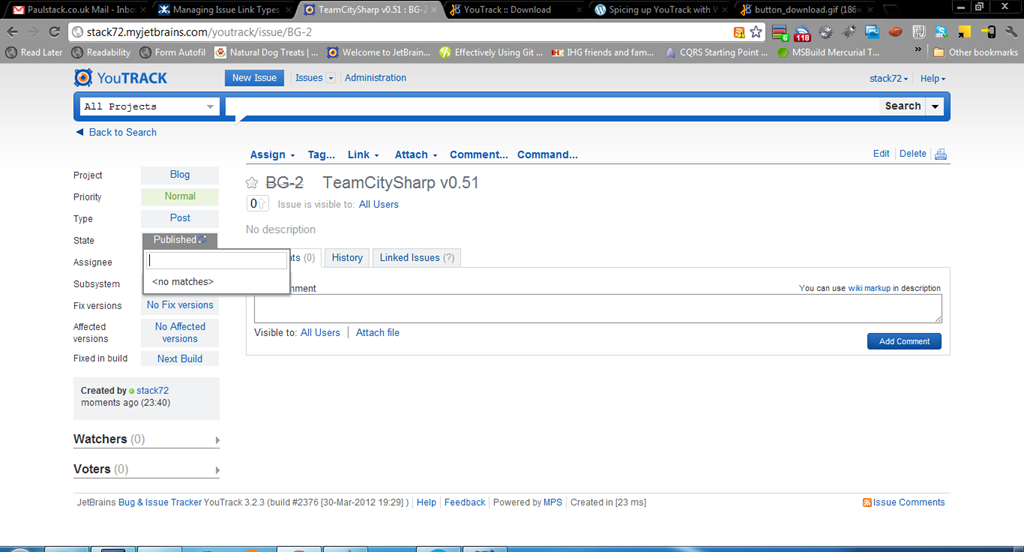 Paulstack.co.uk Mail - Inbo
Managing Issue Link Types
TeamCitySharp v0.51 : BG-2
YouTrack :: Download
Spicing up YouTrack with V
button_download.gif (186×
stack72.myjetbrains.com/youtrack/issue/BG-2
118
Read Later
Readability
Form Autofil
Natural Dog Treats | ...
Welcome to JetBrain...
Effectively Using Git ...
IHG friends and fam...
CQRS Starting Point ...
MSBuild Mercurial T...
»
Other bookmarks
YouTRACK
New Issue
Issues
Administration
stack72
Help
All Projects
Search
Back to Search
Assign
Tag...
Link
Attach
Comment...
Command...
Edit
Delete
Project
Blog
BG-2 TeamCitySharp v0.51
Priority
Normal
0
Issue is visible to: All Users
Type
Post
No description
State
Published
Assignee
nts (0)
History
Linked Issues (?)
Subsystem
<no matches>
mment
You can use wiki markup in description
Fix versions
No Fix versions
Affected
versions
No Affected
versions
Visible to: All Users
Attach file
Add Comment
Fixed in build
Next Build
Created by stack72
moments ago (23:40)
Watchers (0)
Voters (0)
JetBrains Bug & Issue Tracker YouTrack 3.2.3 (build #2376 [30-Mar-2012 19:29] ) Help Feedback Powered by MPS Created in [23 ms]
Issue Comments